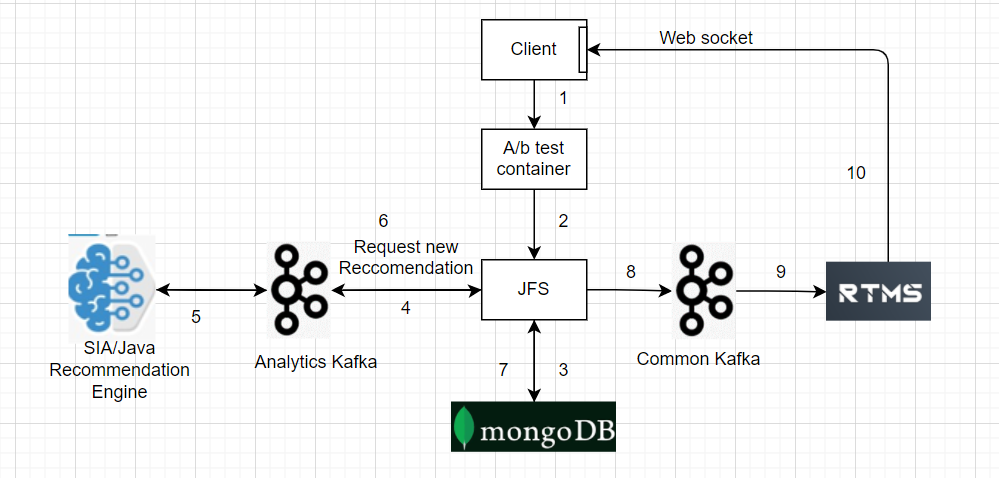 Client
Web socket
1
A/b test
container
10
2
6
Request new
Reccomendation
4
JFS
8
9
RTMS
5
SIA/Java
Recommendation
Engine
Analytics Kafka
Common Kafka
7
3
mongoDB